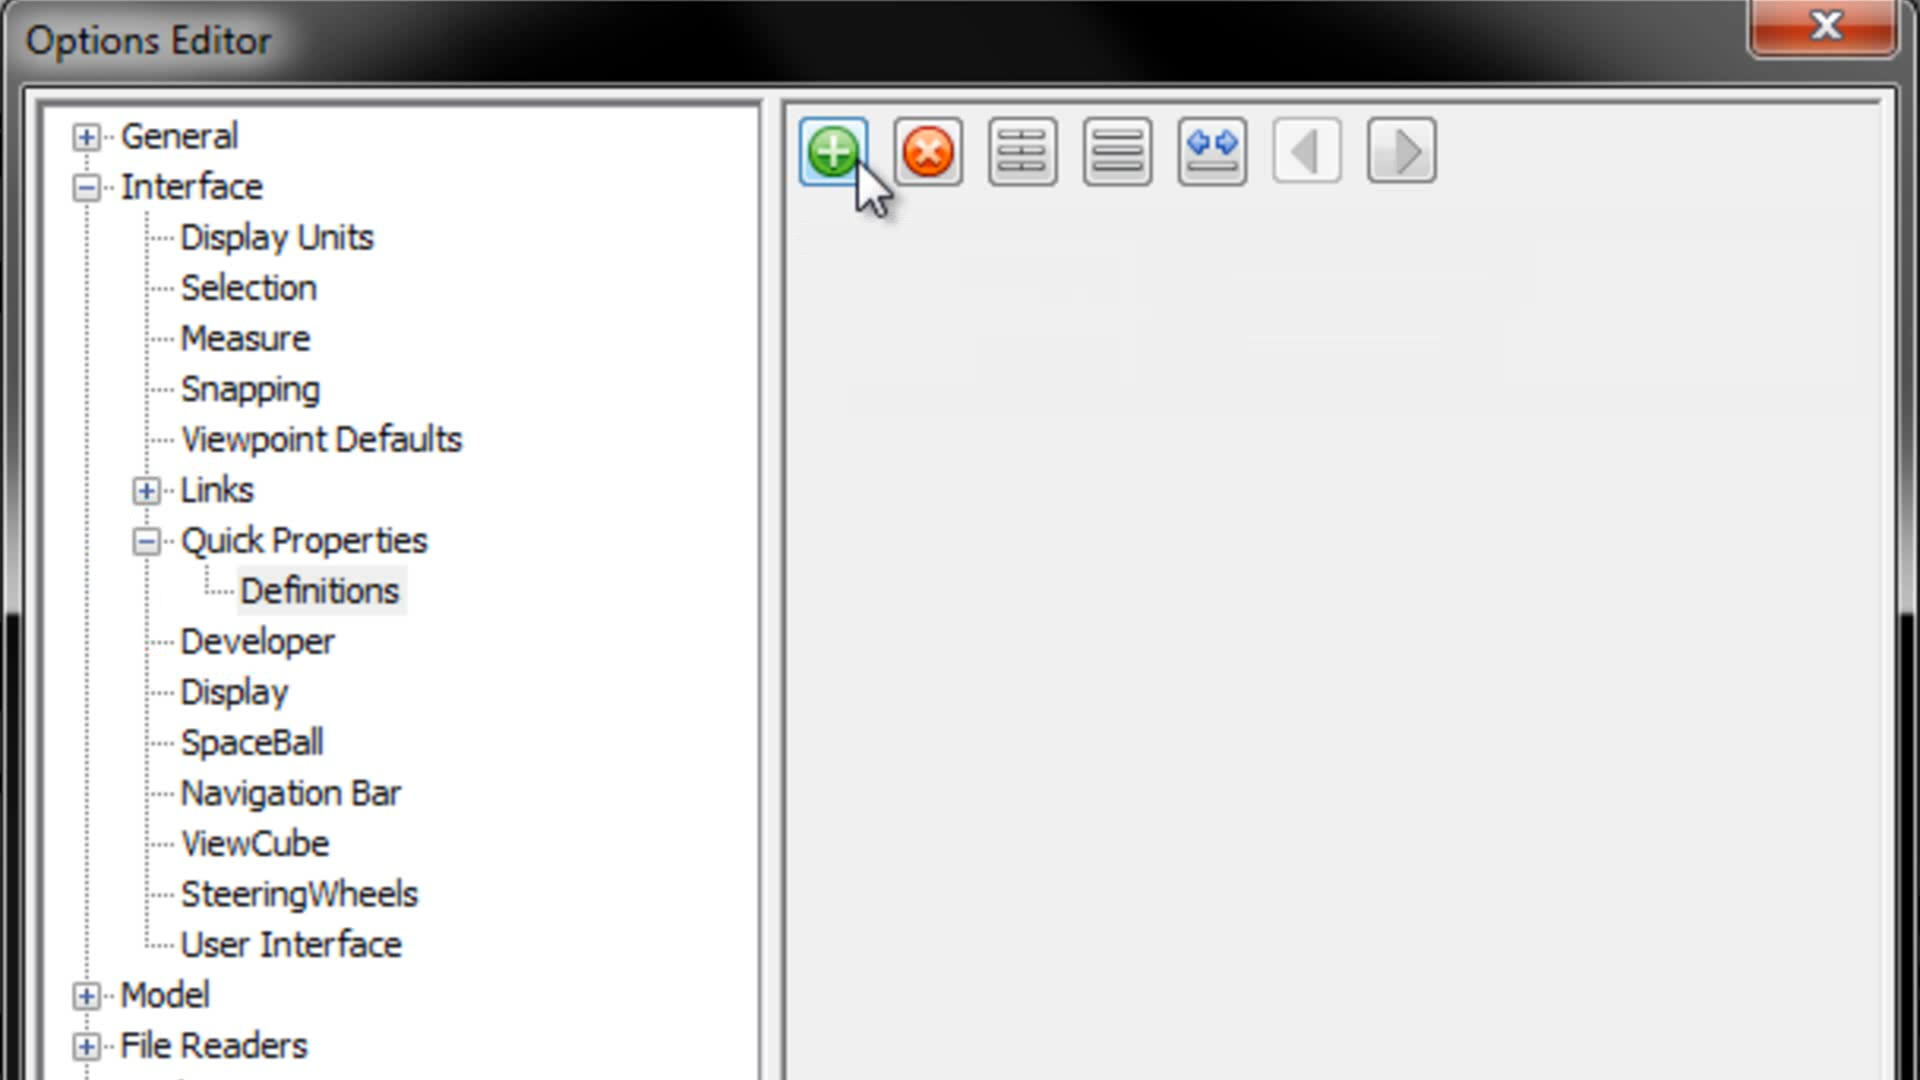 Options Editor
General
Interface
Display Units
Selection
Measure
Snapping
Viewpoint Defaults
Links
Quick Properties
Definitions
Developer
Display
SpaceBall
Navigation Bar
ViewCube
SteeringWheels
User Interface
Model
File Readers